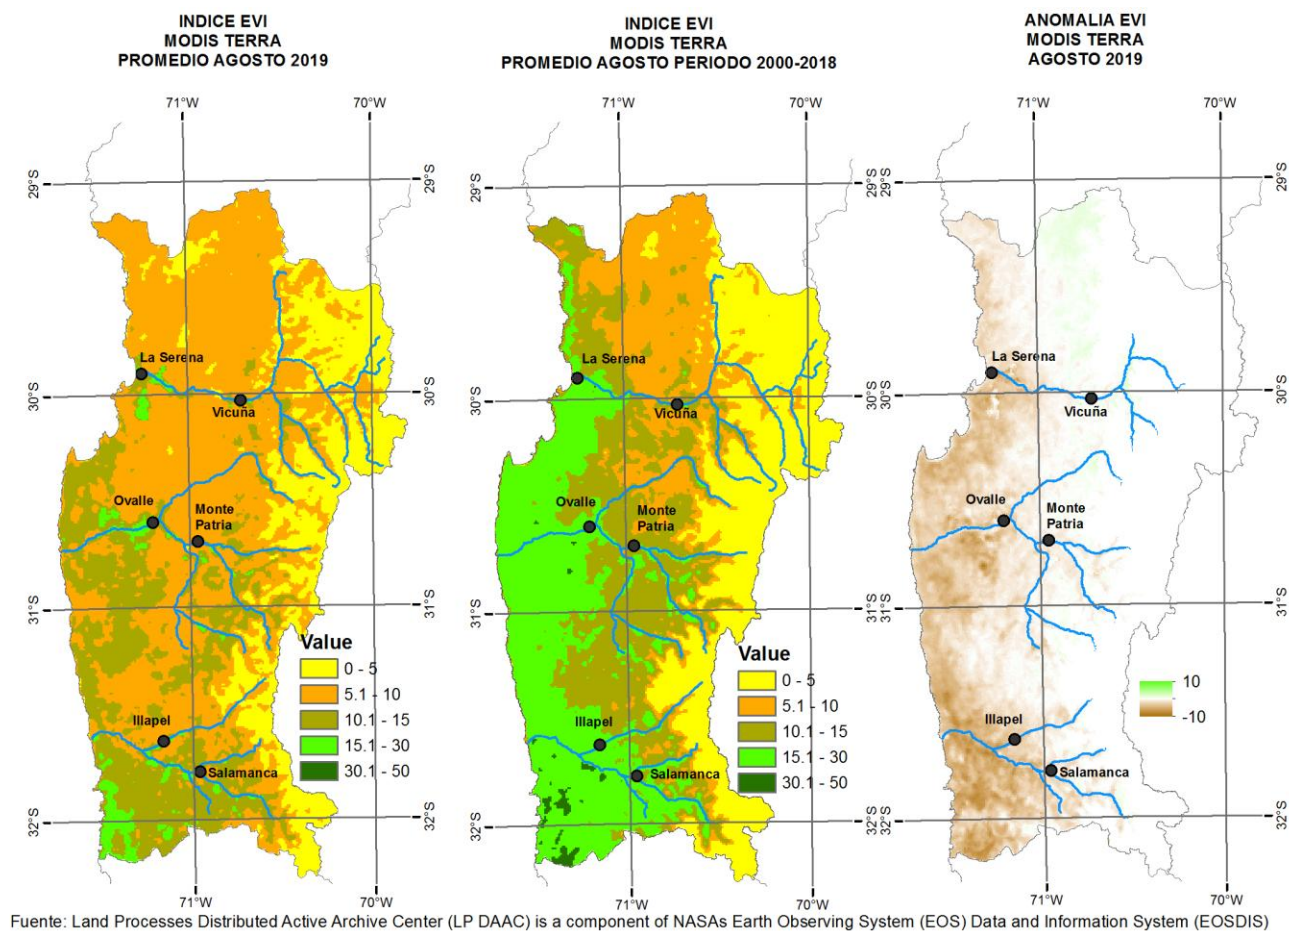 INDICE EVI
MODIS TERRA
PROMEDIO AGOSTO 2019
71°W
70°W
29°S
29°S
La Serena
Vicuña
30°S
30°S
Ovalle
Monte
Patria
31°S
31°S
Value
0 - 5
5.1 - 10
10.1 - 15
15.1 - 30
30.1 - 50
Illapel
Salamanca
32°S
32°S
71°W
70°W
INDICE EVI
MODIS TERRA
PROMEDIO AGOSTO PERIODO 2000-2018
71°W
70°W
29°S
29°S
La Serena
Vicuña
30°S
30°S
Ovalle
Monte
Patria
31°S
31°S
Value
0 - 5
5.1 - 10
10.1 - 15
15.1 - 30
30.1 - 50
Illapel
Salamanca
32°S
32°S
71°W
70°W
ANOMALIA EVI
MODIS TERRA
AGOSTO 2019
71°W
70°W
29°S
29°S
La Serena
Vicuña
30°S
30°S
Ovalle
Monte
Patria
31°S
31°S
10
-10
Illapel
Salamanca
32°S
32°S
71°W
70°W
Fuente: Land Processes Distributed Active Archive Center (LP DAAC) is a component of NASAs Earth Observing System (EOS) Data and Information System (EOSDIS)